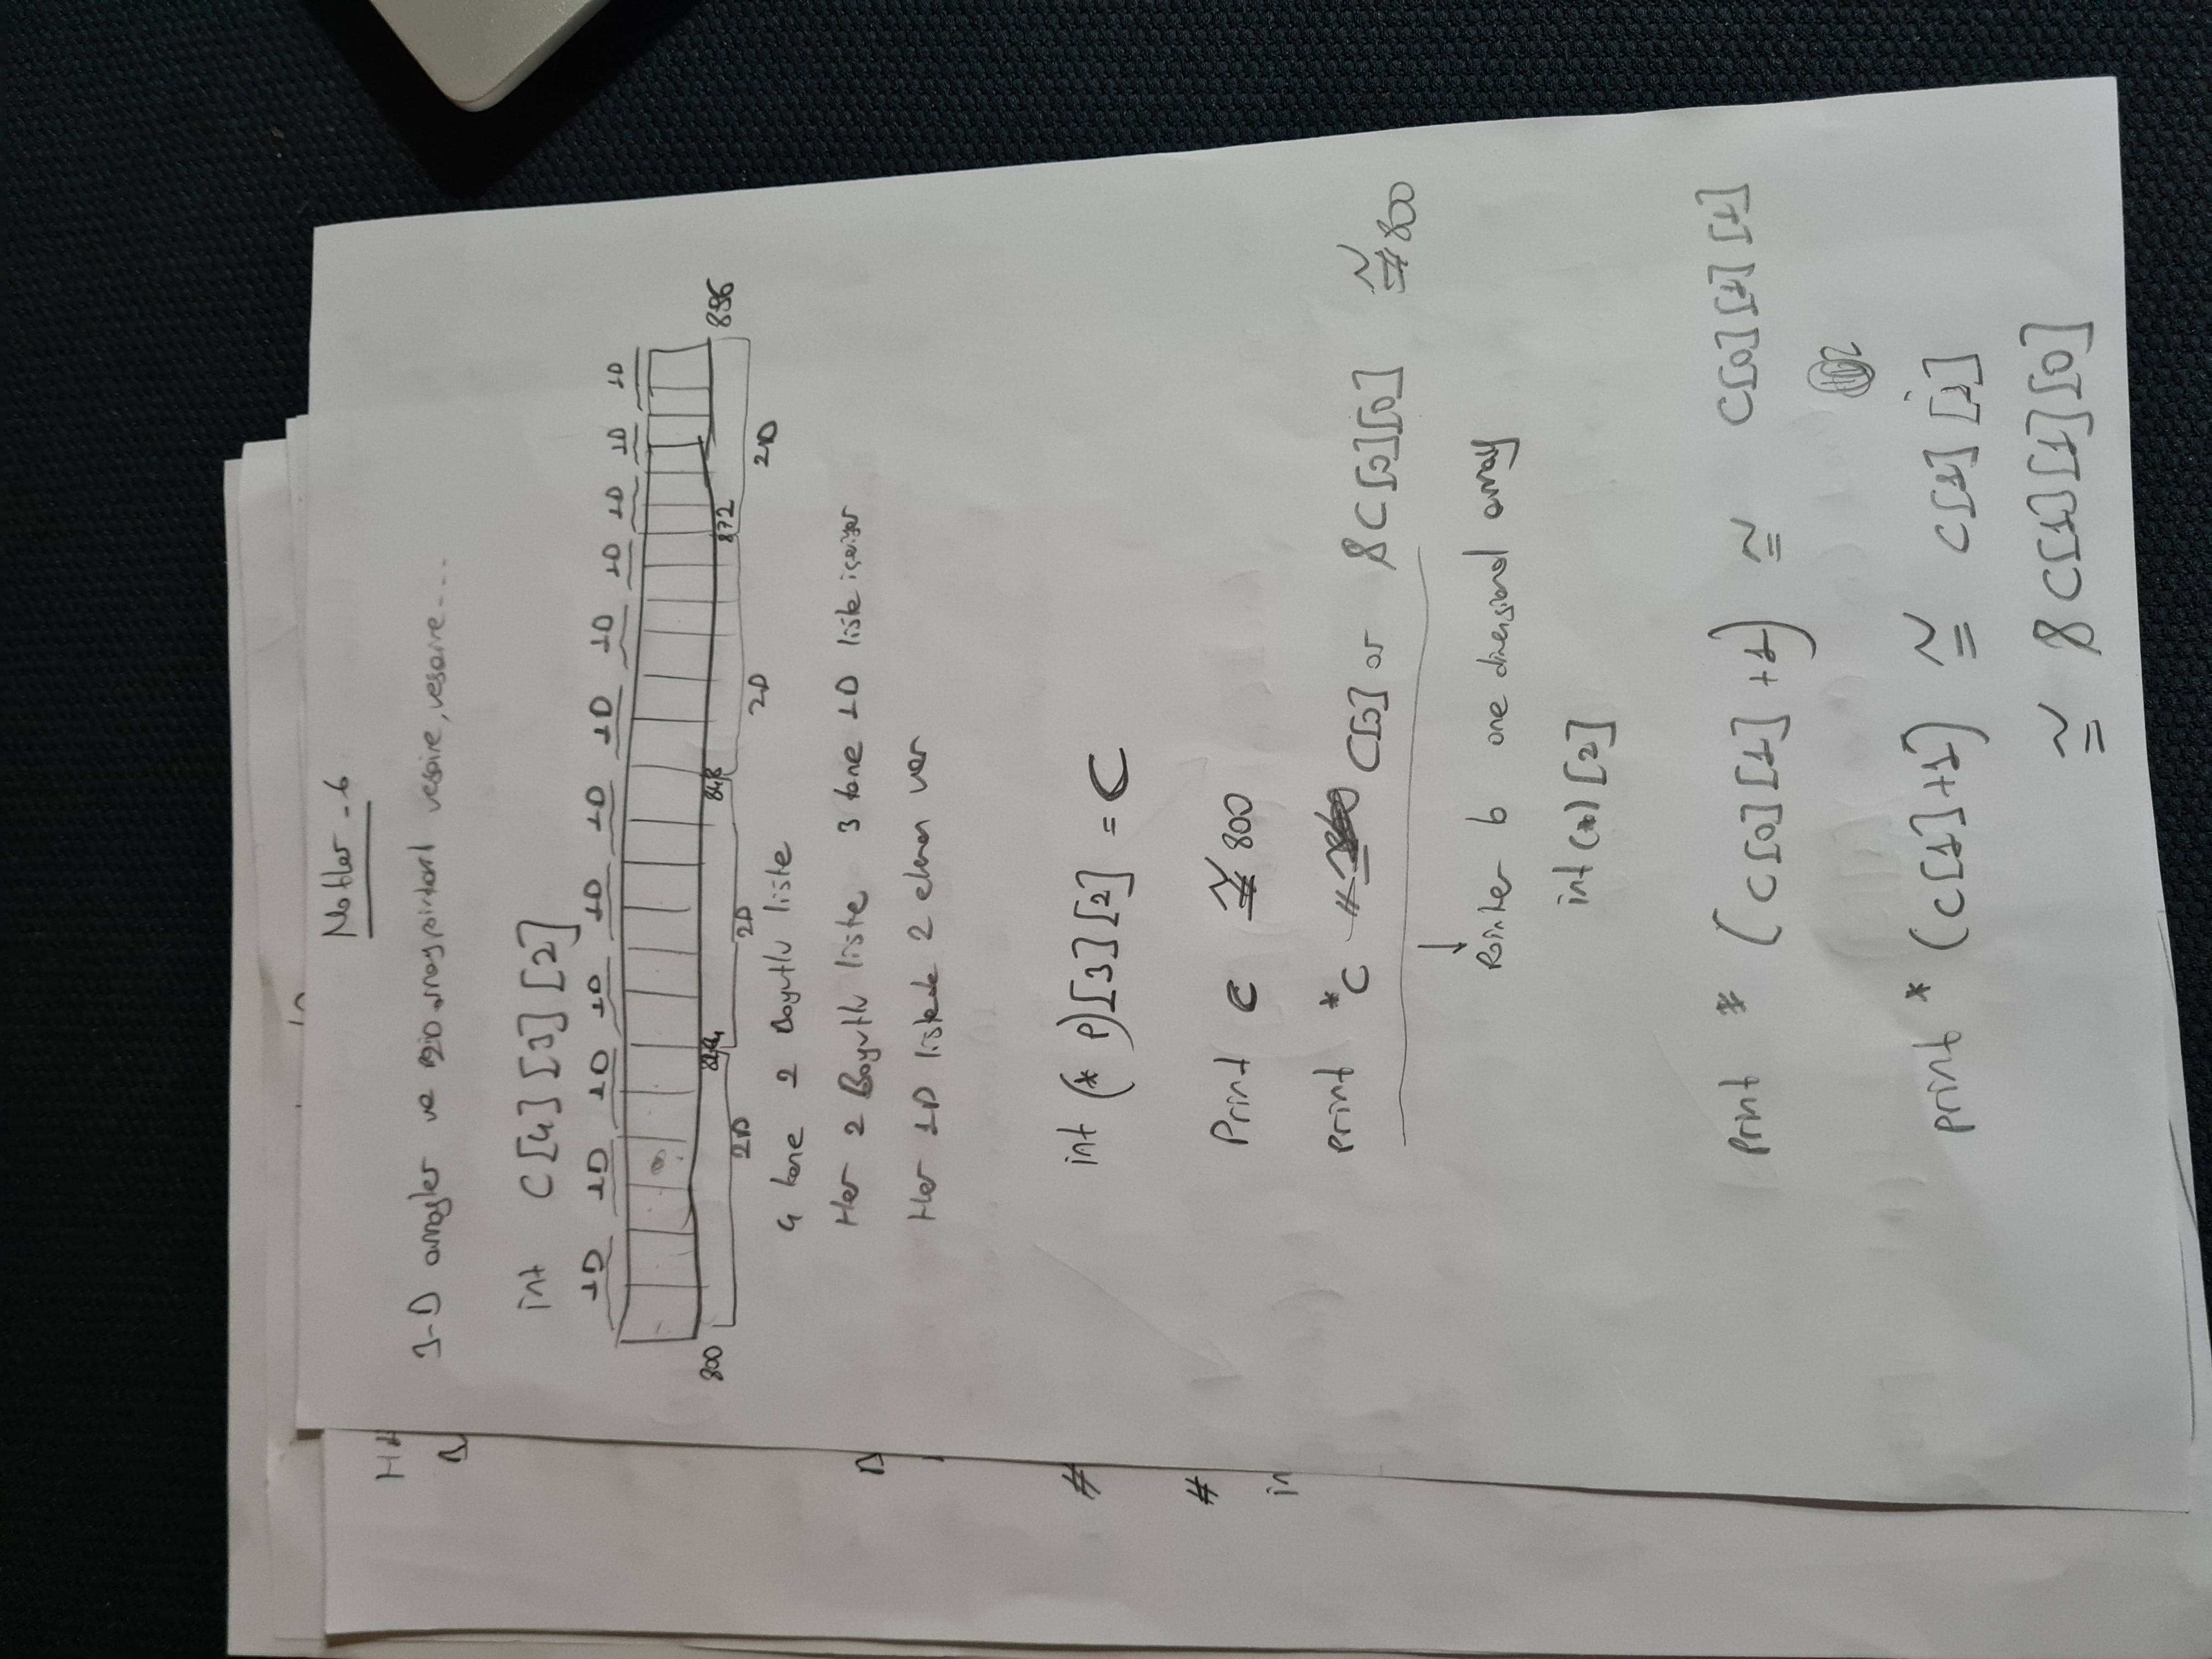 Notlar - 6
3-D arrayler ve vesaire, vesaire...
int C[4][3][2]
1D 1D 1D 1D 1D 1D 1D 1D 1D 1D 1D 1D
800 824 848 872 896
2D 2D 2D 2D
4 tane 2 Boyutlu liste
Her 2 Boyutlu liste 3 tane 1D liste içeriyor
Her 1D listede 2 eleman var
int (* P)[3][2] = C
Print C ≅ 800
print *C C[0] or &C[0][0] ≅ 800
↓
Pointer to one dimensional array
int(*)[2]
print * (C[0][1] +1) ≅ C[0][1][1]
print * (C[1]+1) ≅ C[1][1]
≅ &C[1][1][0]
H
B
#
#
in